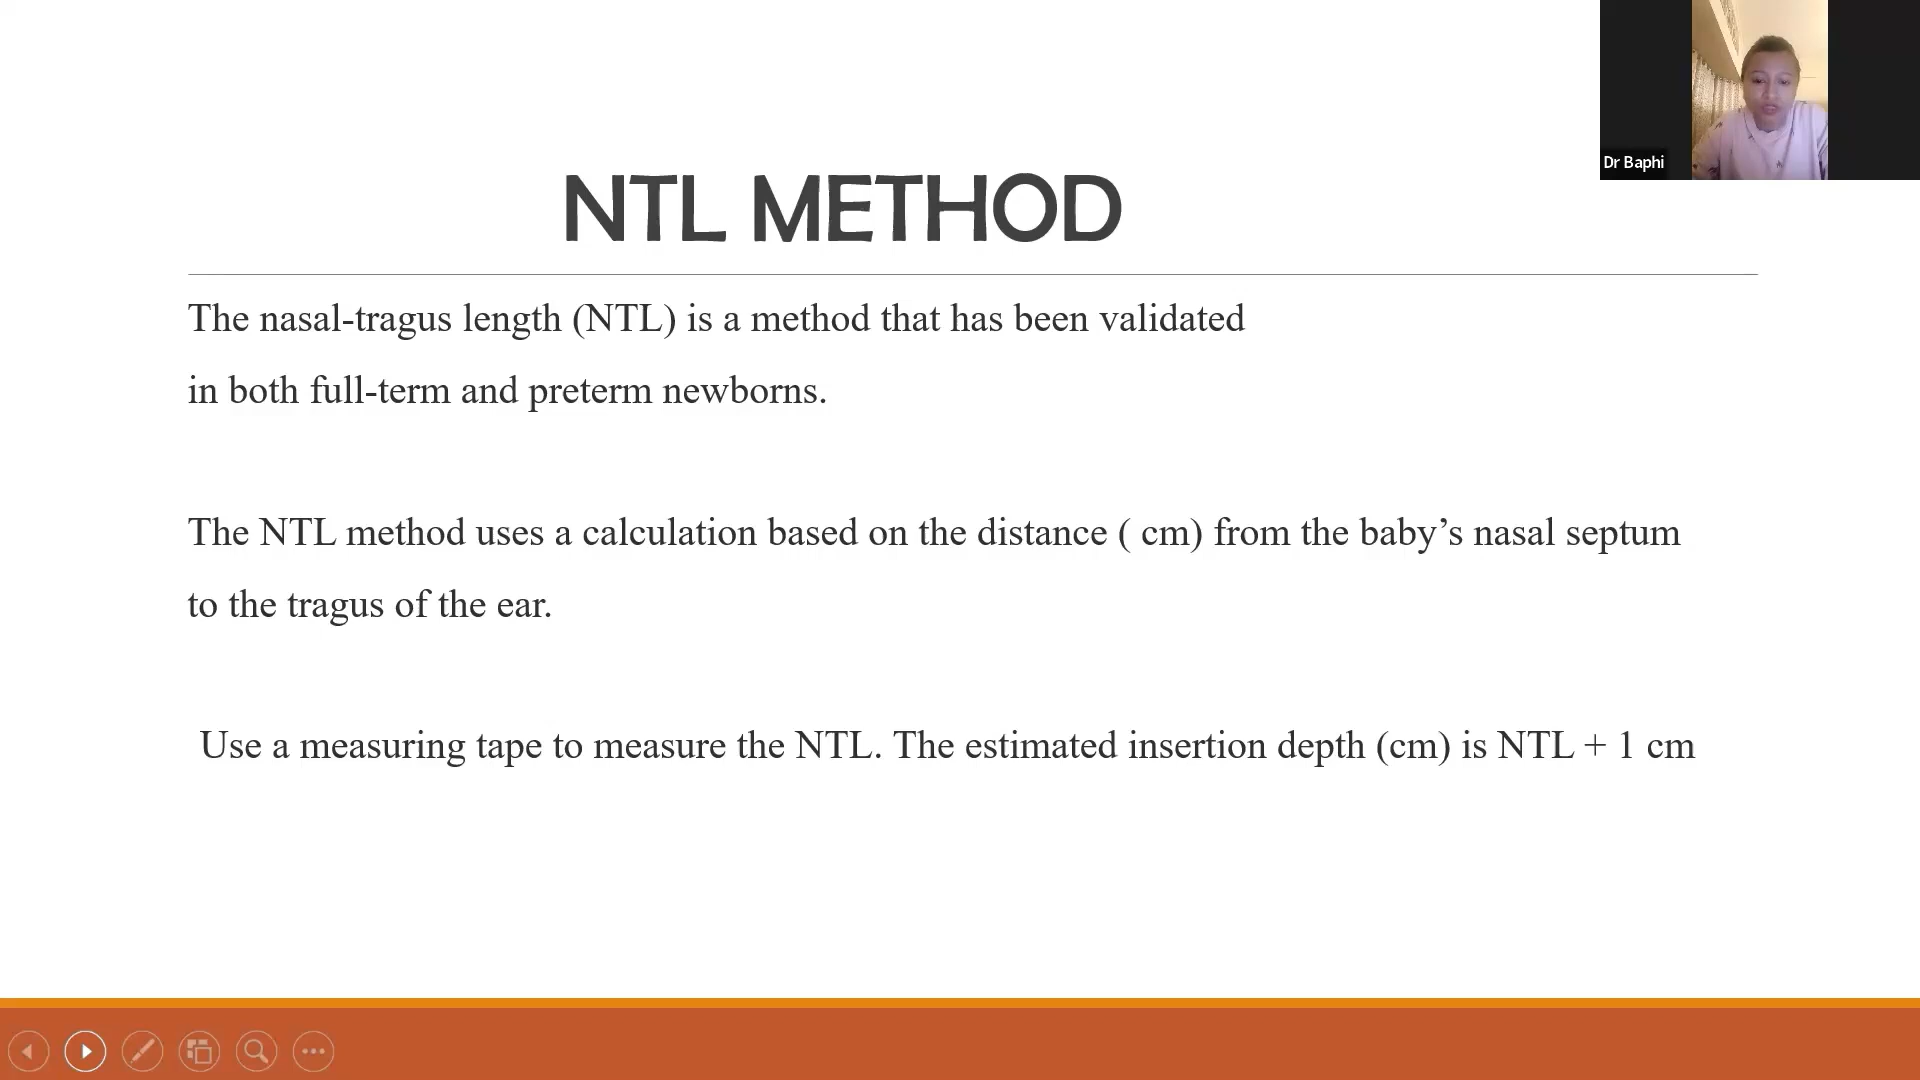 Dr Baphi
NTL METHOD
The nasal-tragus length (NTL) is a method that has been validated
in both full-term and preterm newborns.
The NTL method uses a calculation based on the distance ( cm) from the baby’s nasal septum
to the tragus of the ear.
Use a measuring tape to measure the NTL. The estimated insertion depth (cm) is NTL + 1 cm